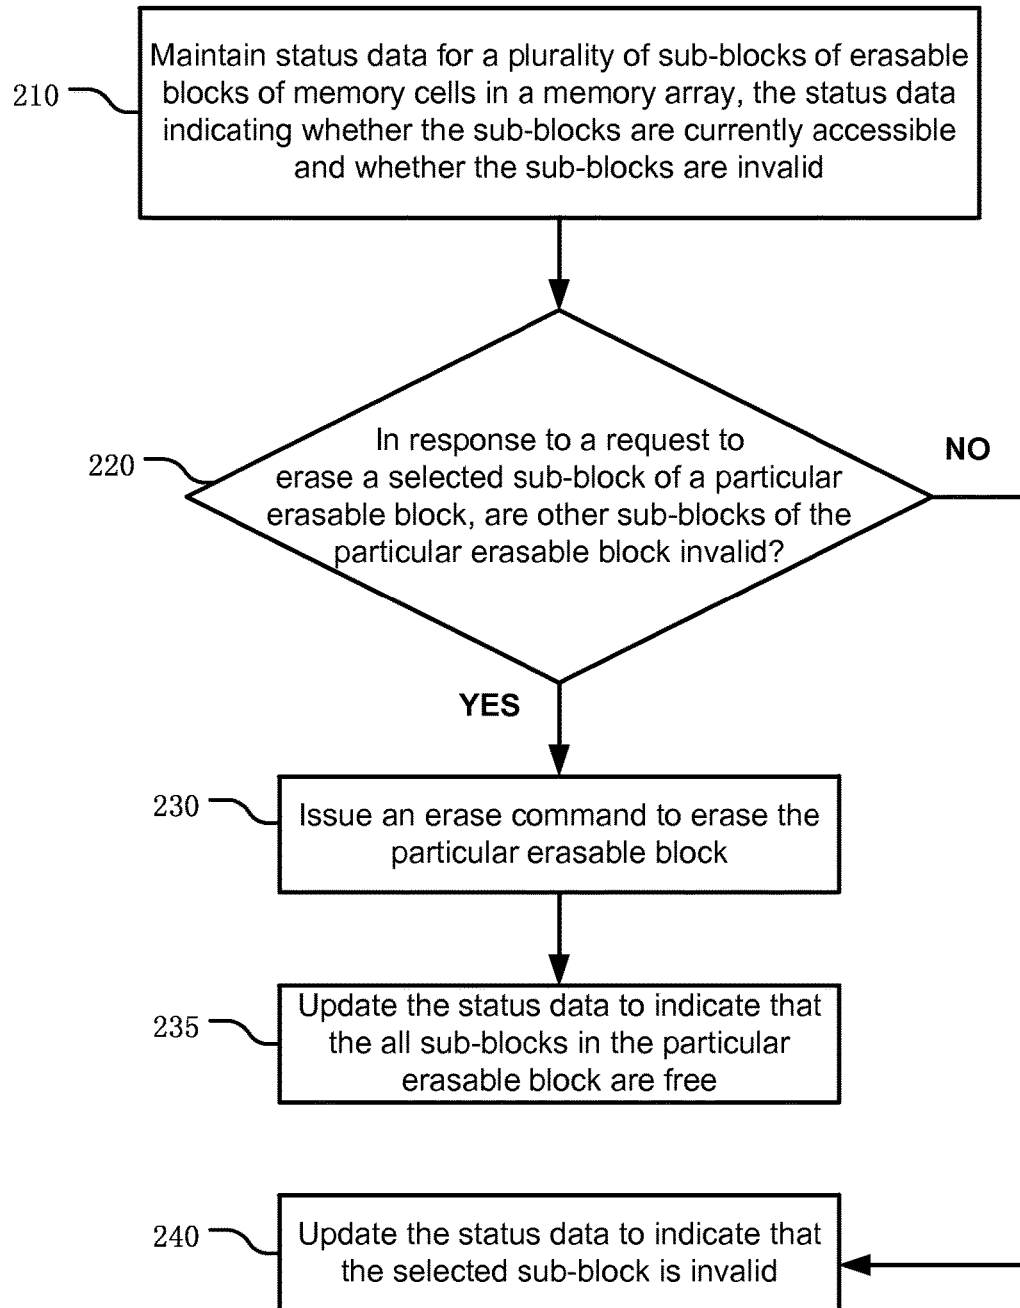 Maintain status data for a plurality of sub-blocks of erasable
210
blocks of memory cells in a memory array, the status data
indicating whether the sub-blocks are currently accessible
and whether the sub-blocks are invalid
In response to a request to
NO
220
erase a selected sub-block of a particular
erasable block, are other sub-blocks of the
particular erasable block invalid?
YES
230
Issue an erase command to erase the
particular erasable block
Update the status data to indicate that
235
the all sub-blocks in the particular
erasable block are free
240
Update the status data to indicate that
the selected sub-block is invalid